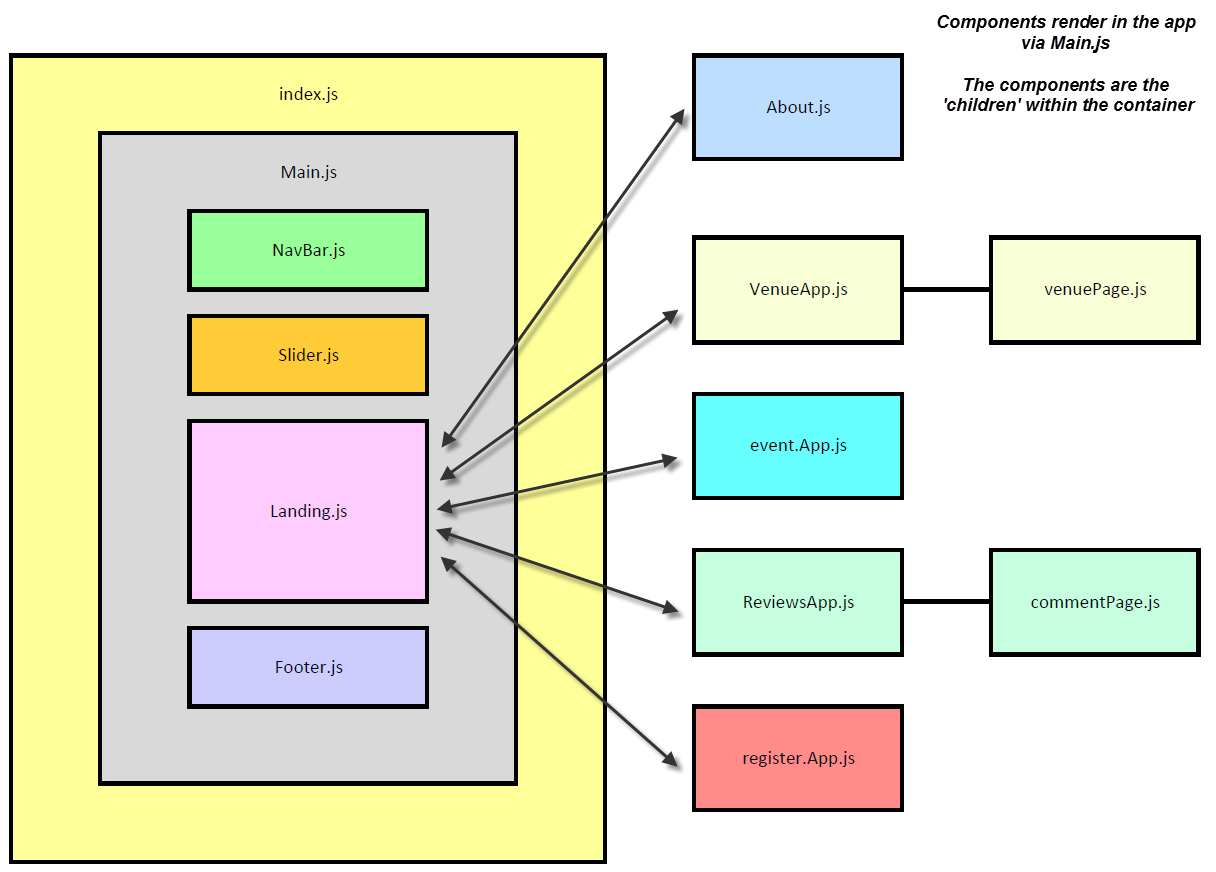 Components render in the app
via Main.js
The components are the
'children' within the container
index.js
Main.js
NavBar.js
Slider.js
Landing.js
Footer.js
About.js
VenueApp.js
venuePage.js
event.App.js
ReviewsApp.js
commentPage.js
register.App.js